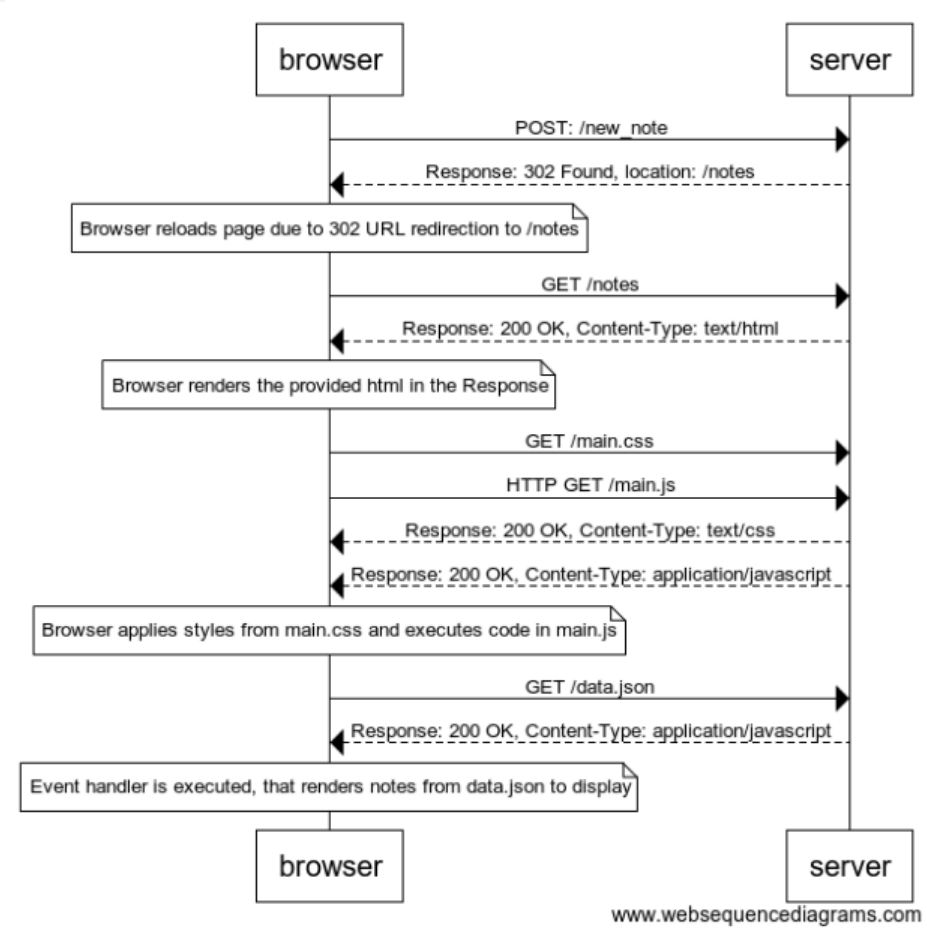 browser
server
POST: /new_note
Response: 302 Found, location: /notes
Browser reloads page due to 302 URL redirection to /notes
GET /notes
Response: 200 OK, Content-Type: text/html
Browser renders the provided html in the Response
GET /main.css
HTTP GET /main.js
Response: 200 OK, Content-Type: text/css
Response: 200 OK, Content-Type: application/javascript
Browser applies styles from main.css and executes code in main.js
GET /data.json
Response: 200 OK, Content-Type: application/javascript
Event handler is executed, that renders notes from data.json to display
browser
server
www.websequencediagrams.com